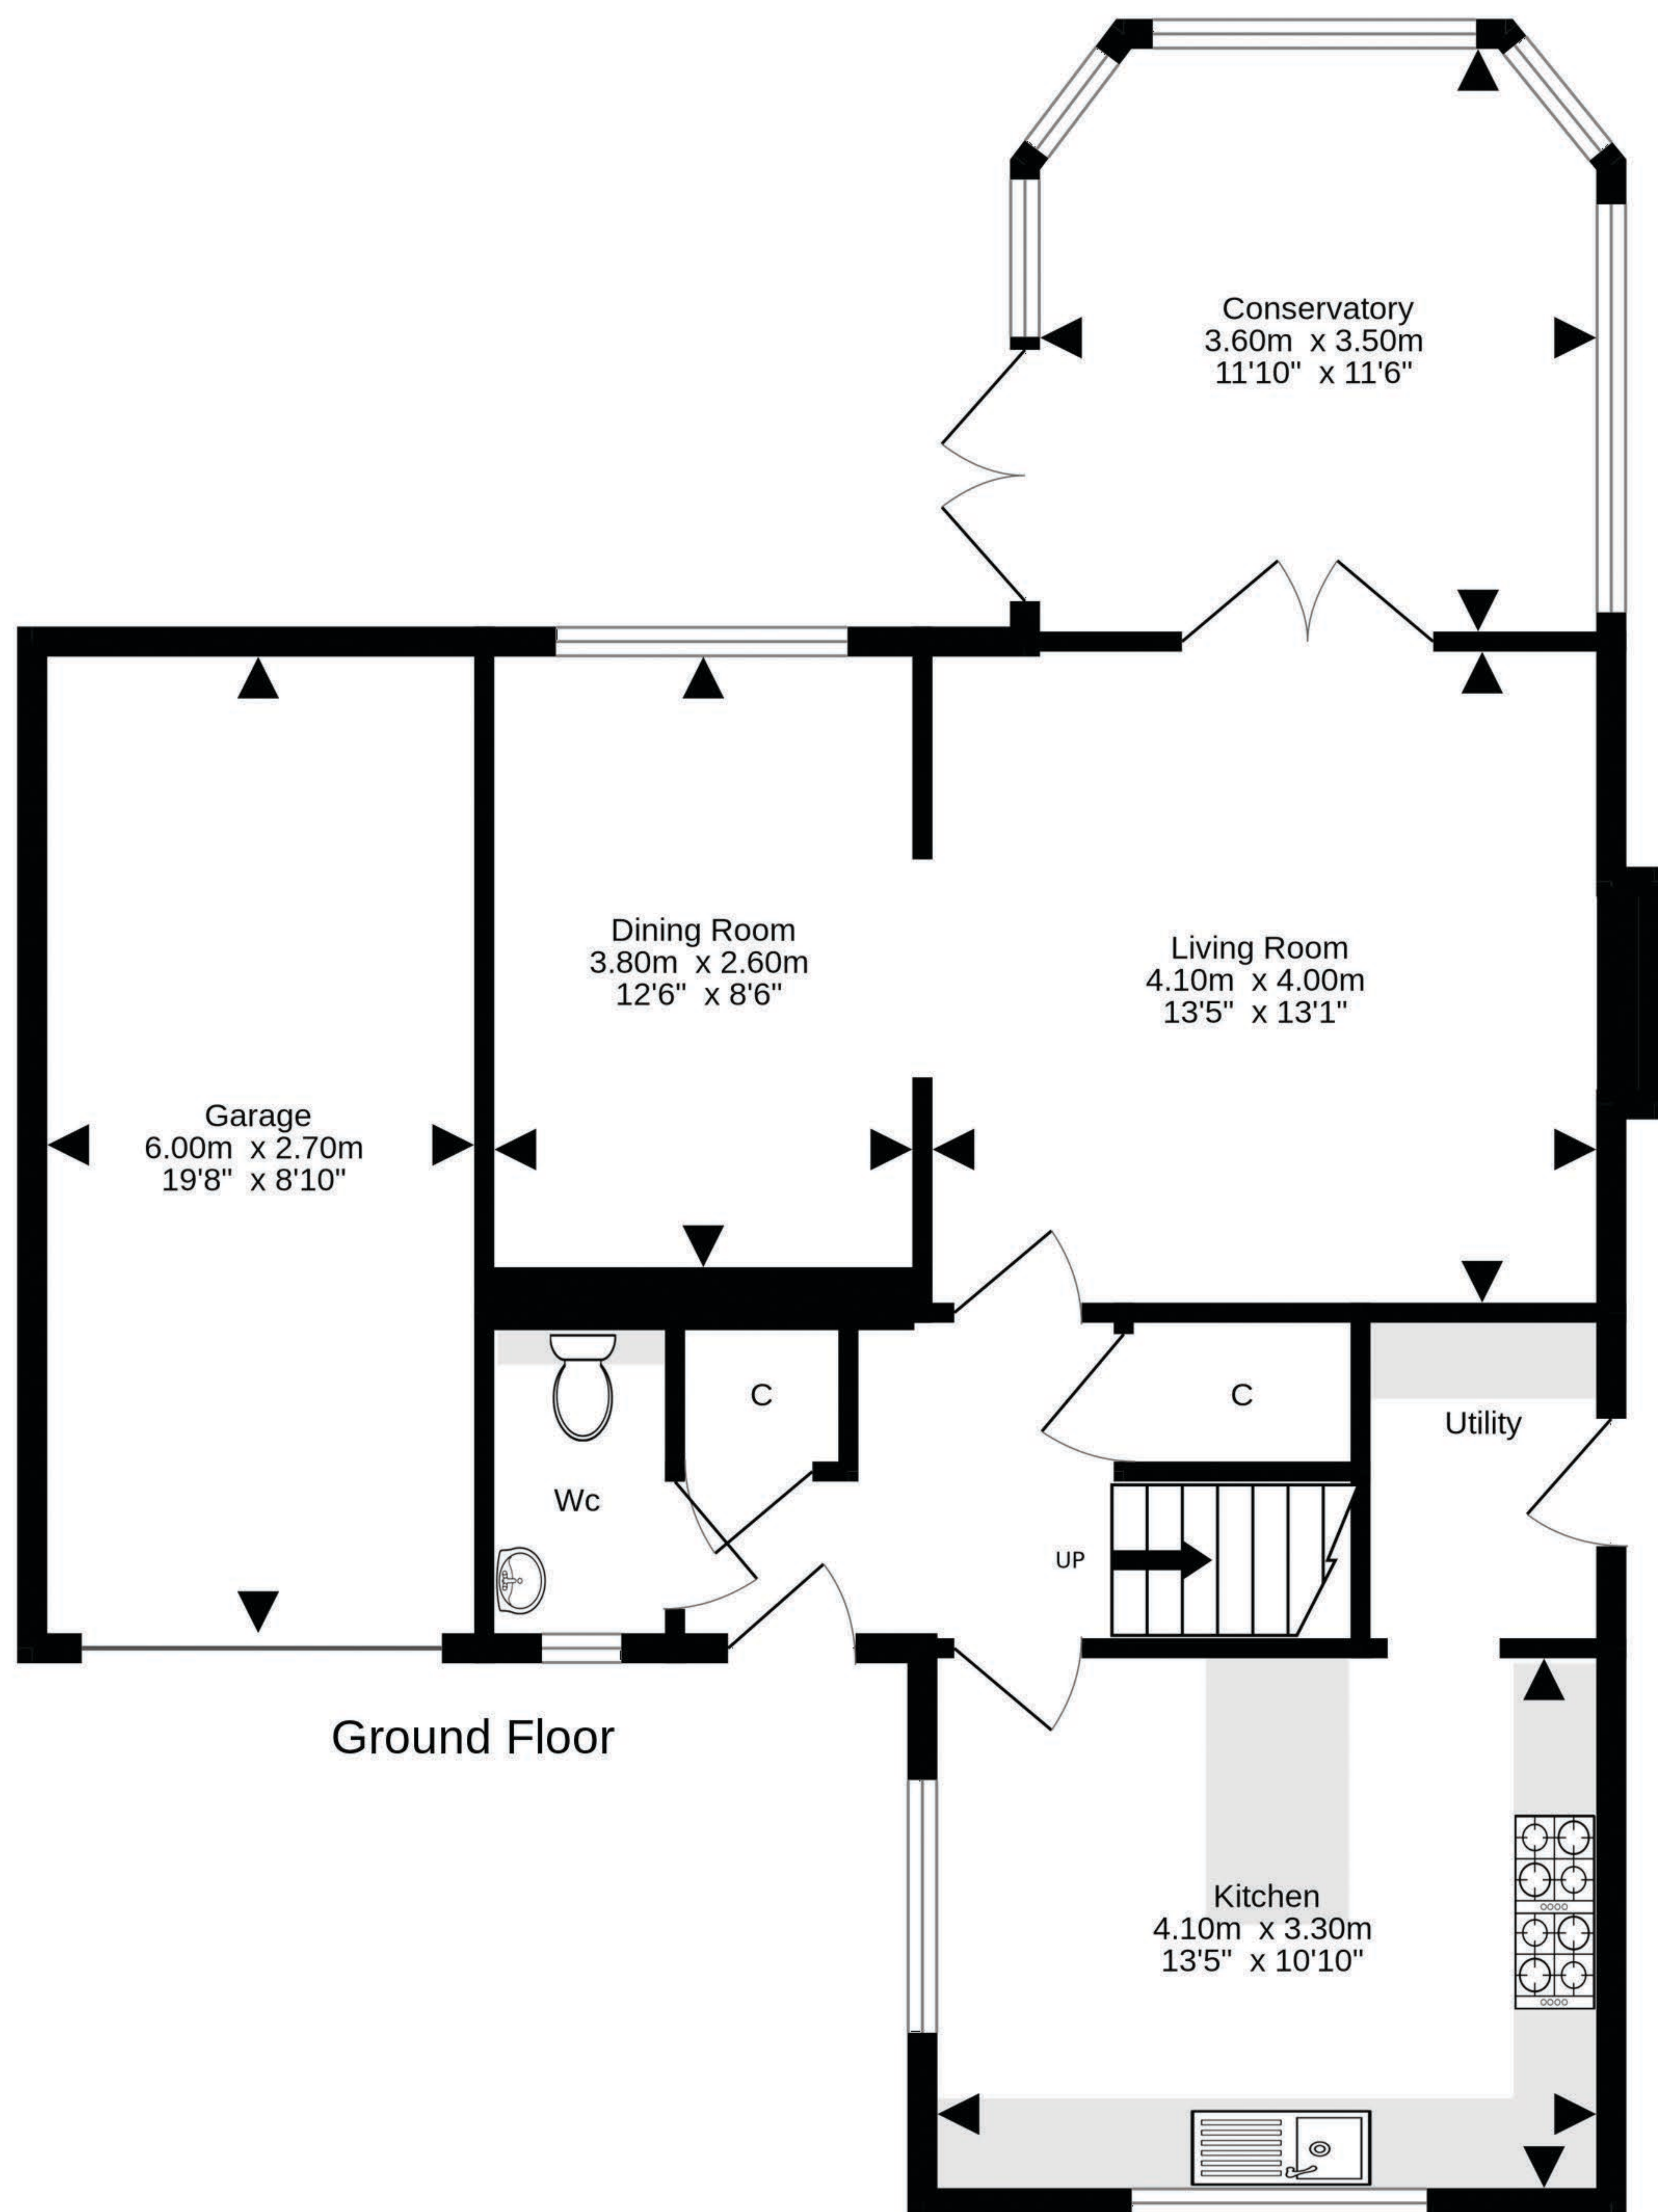 Conservatory
3.60m x 3.50m
11'10" x 11'6"
Dining Room
3.80m x 2.60m
12'6" x 8'6"
Living Room
4.10m x 4.00m
13'5" x 13'1"
Garage
6.00m x 2.70m
19'8" x 8'10"
C
C
Utility
Wc
UP
Ground Floor
Kitchen
4.10m x 3.30m
13'5" x 10'10"